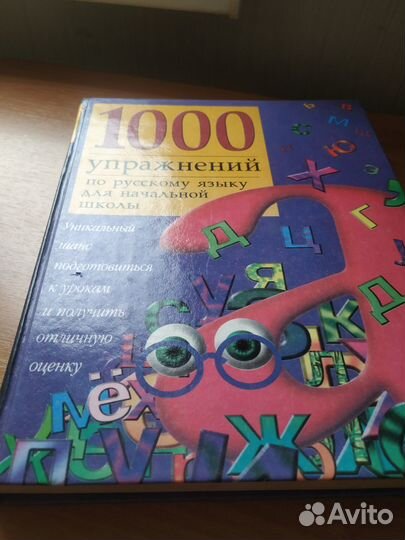 1000
упражнений
по русскому языку
для начальной
школы
Уникальный
шанс
подготовиться
к урокам
и получить
отличную
оценку
Avito